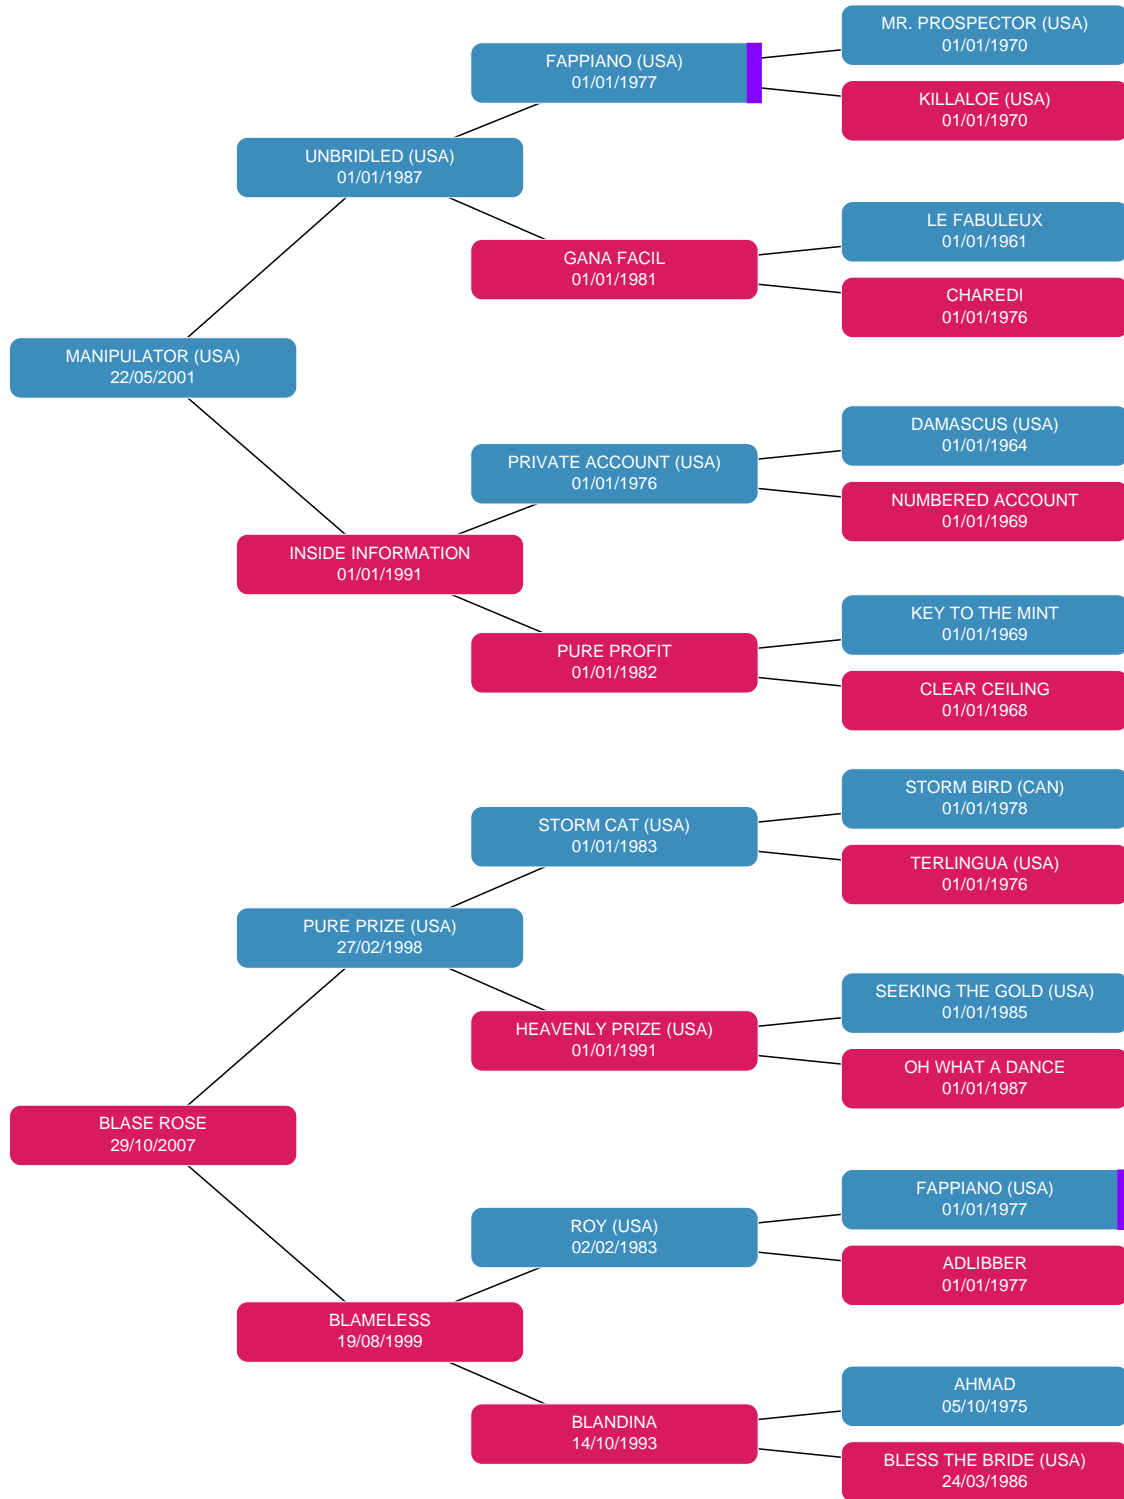 MR. PROSPECTOR (USA)
01/01/1970
FAPPIANO (USA)
01/01/1977
KILLALOE (USA)
01/01/1970
UNBRIDLED (USA)
01/01/1987
LE FABULEUX
01/01/1961
GANA FACIL
01/01/1981
CHAREDI
01/01/1976
MANIPULATOR (USA)
22/05/2001
DAMASCUS (USA)
01/01/1964
PRIVATE ACCOUNT (USA)
01/01/1976
NUMBERED ACCOUNT
01/01/1969
INSIDE INFORMATION
01/01/1991
KEY TO THE MINT
01/01/1969
PURE PROFIT
01/01/1982
CLEAR CEILING
01/01/1968
STORM BIRD (CAN)
01/01/1978
STORM CAT (USA)
01/01/1983
TERLINGUA (USA)
01/01/1976
PURE PRIZE (USA)
27/02/1998
SEEKING THE GOLD (USA)
01/01/1985
HEAVENLY PRIZE (USA)
01/01/1991
OH WHAT A DANCE
01/01/1987
BLASE ROSE
29/10/2007
FAPPIANO (USA)
01/01/1977
ROY (USA)
02/02/1983
ADLIBBER
01/01/1977
BLAMELESS
19/08/1999
AHMAD
05/10/1975
BLANDINA
14/10/1993
BLESS THE BRIDE (USA)
24/03/1986